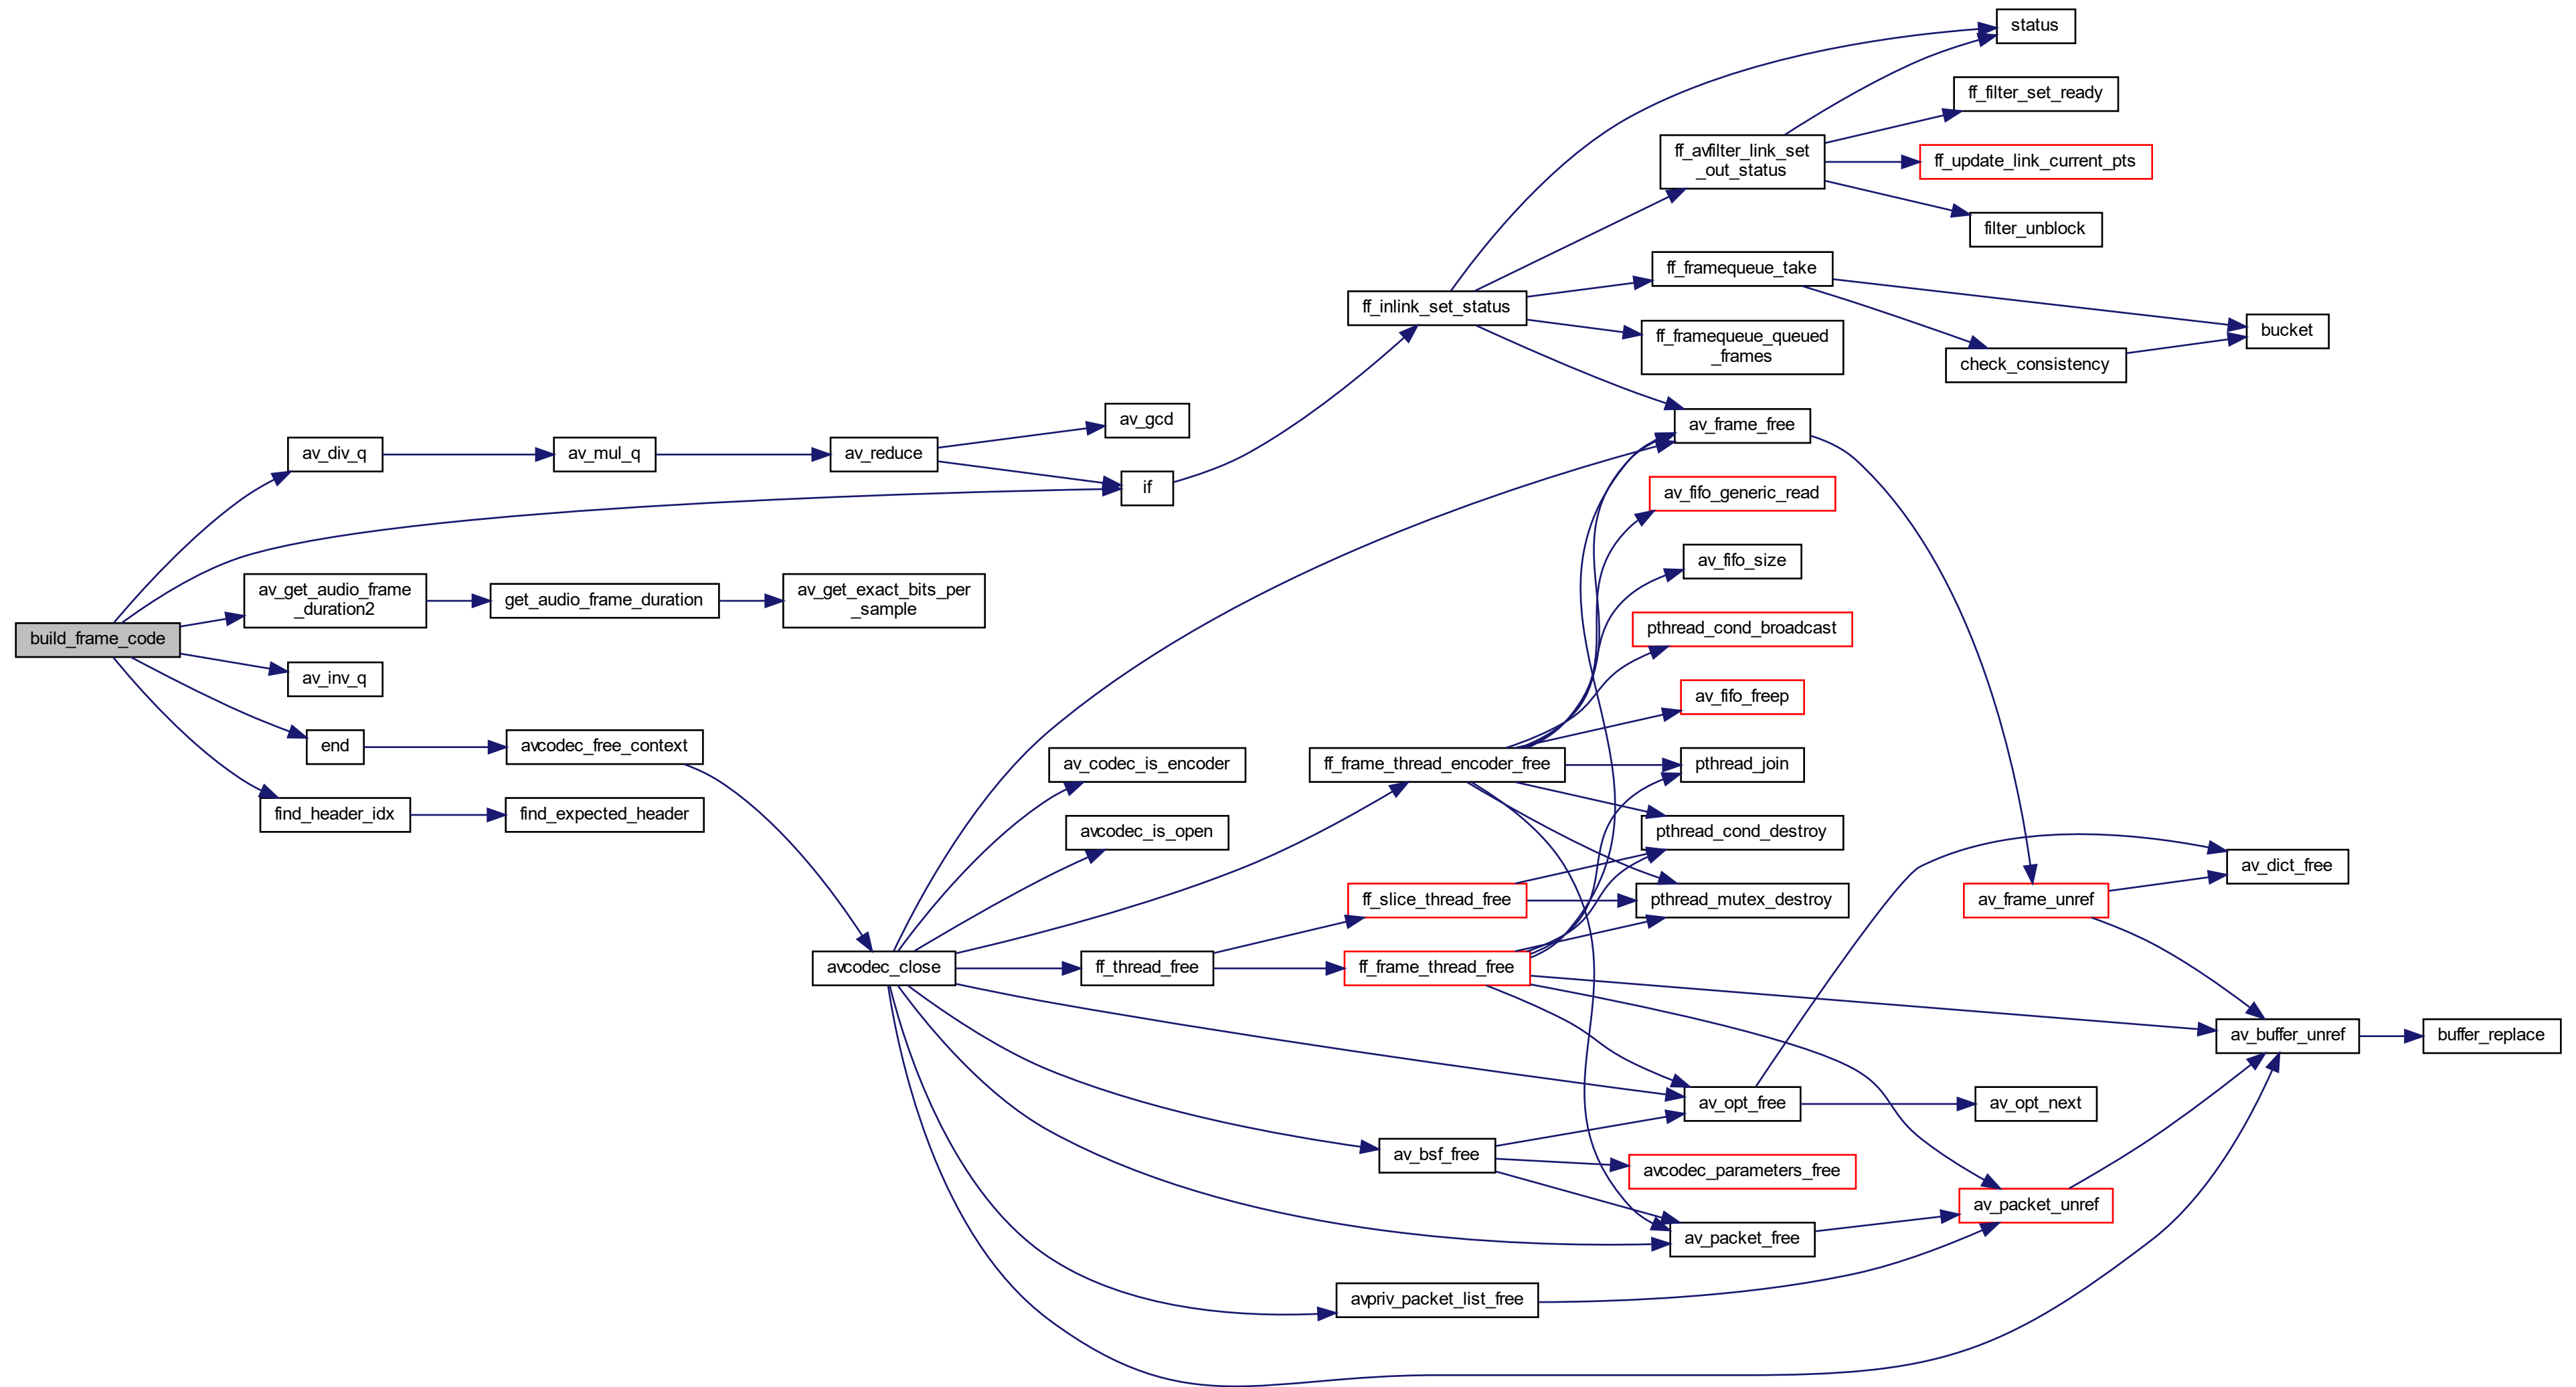 build_frame_code
av_div_q
av_mul_q
av_reduce
av_gcd
if
av_get_audio_frame
_duration2
get_audio_frame_duration
av_get_exact_bits_per
_sample
av_inv_q
end
avcodec_free_context
find_header_idx
find_expected_header
avcodec_close
av_codec_is_encoder
avcodec_is_open
ff_thread_free
ff_inlink_set_status
ff_frame_thread_encoder_free
ff_slice_thread_free
ff_frame_thread_free
av_bsf_free
avpriv_packet_list_free
status
ff_avfilter_link_set
_out_status
ff_filter_set_ready
ff_update_link_current_pts
filter_unblock
ff_framequeue_take
ff_framequeue_queued
_frames
bucket
check_consistency
av_frame_free
av_fifo_generic_read
av_fifo_size
pthread_cond_broadcast
av_fifo_freep
pthread_join
pthread_cond_destroy
pthread_mutex_destroy
av_opt_free
avcodec_parameters_free
av_packet_free
av_frame_unref
av_dict_free
av_buffer_unref
buffer_replace
av_opt_next
av_packet_unref